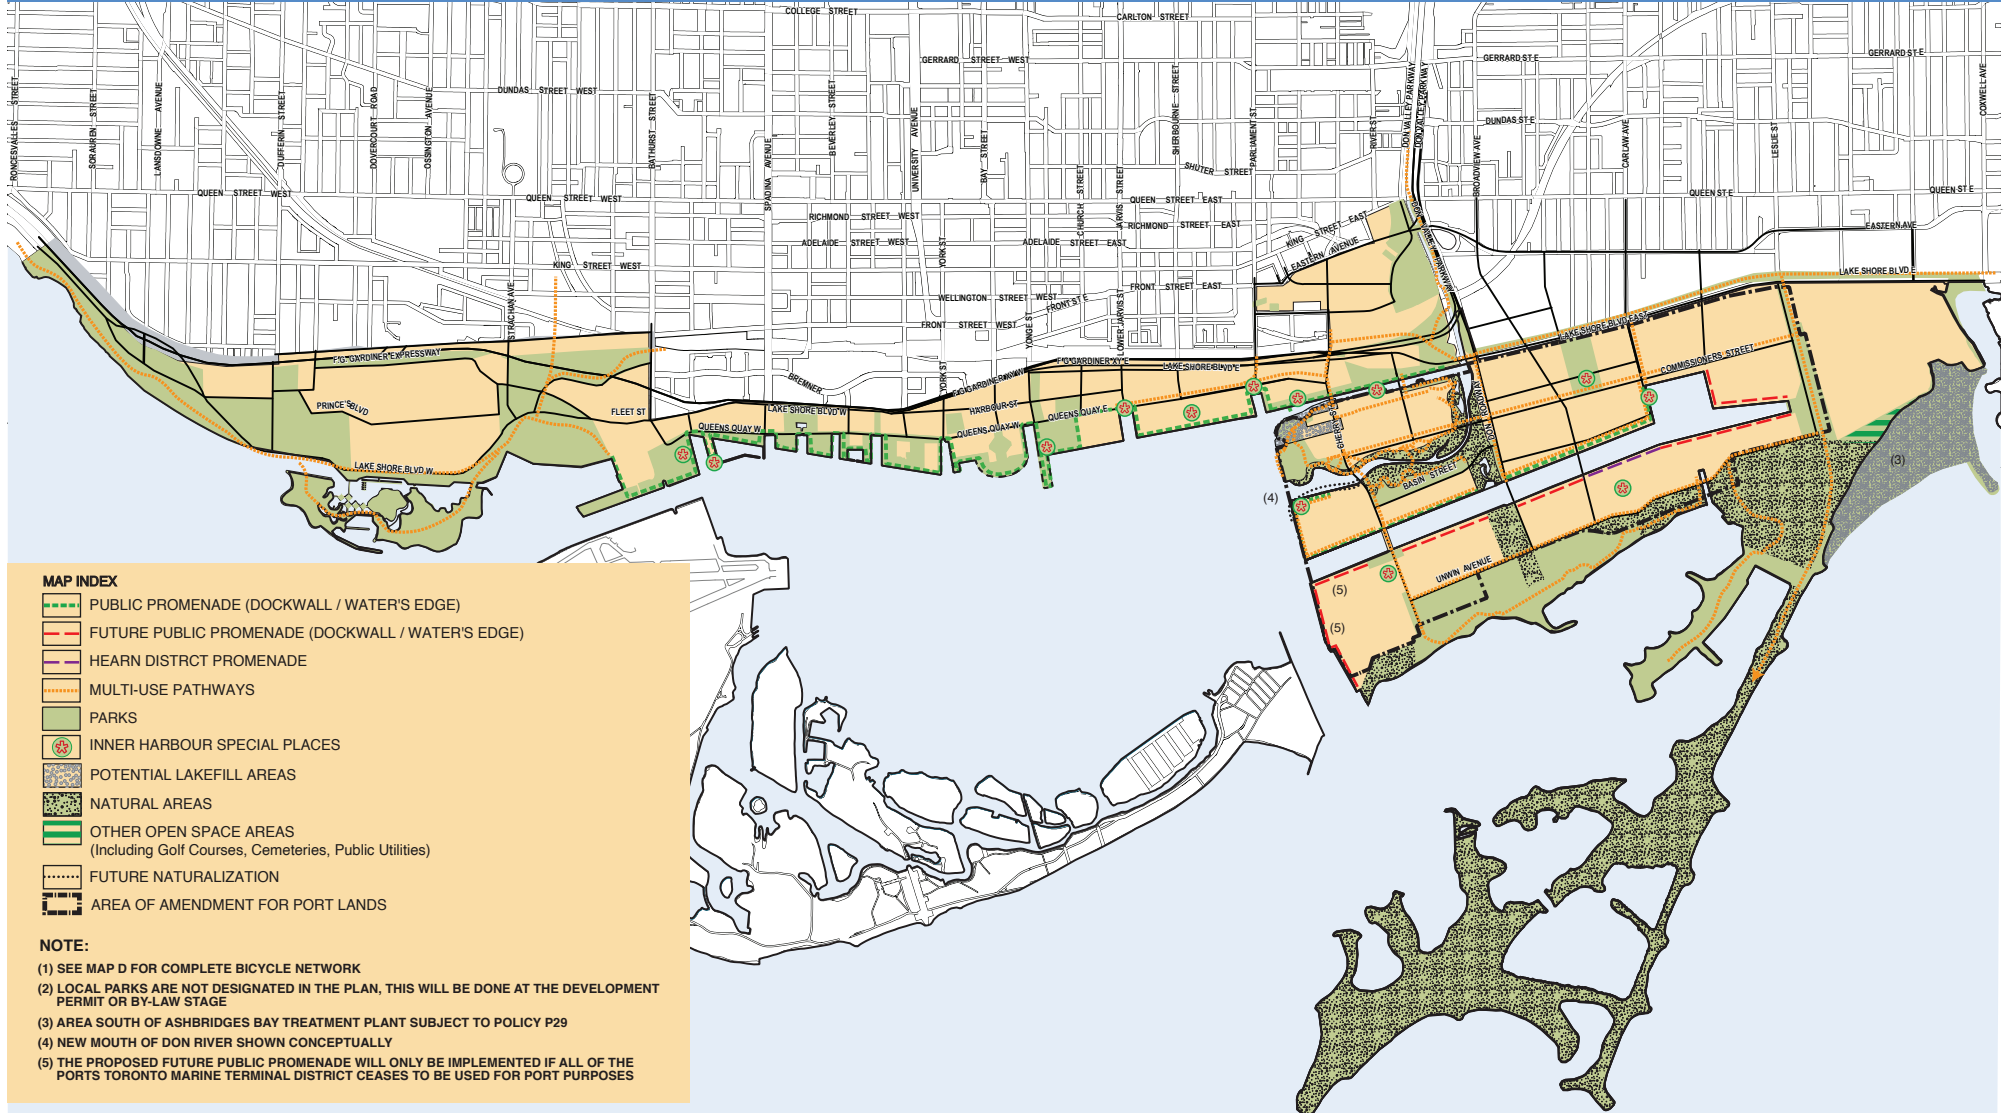 COLLEGE STREET
CARLTON STREET
GERRARD STREET WEST
GERRARD ST E
GERRARD ST E
DUNDAS STREET WEST
DUNDAS ST E
RONCESVALLES STREET
SORAUREN STREET
LANSDOWNE AVENUE
DUFFERIN STREET
DOVERCOURT ROAD
OSSINGTON AVENUE
BATHURST STREET
SPADINA AVENUE
BEVERLEY STREET
UNIVERSITY AVENUE
BAY STREET
CHURCH STREET
JARVIS STREET
SHERBOURNE STREET
PARLIAMENT ST
RIVER ST
DON VALLEY PARKWAY
DON VALLEY PARKWAY
BROADVIEW AVE
CARLAW AVE
LESLIE ST
COXWELL AVE
SHUTER STREET
QUEEN STREET WEST
QUEEN STREET WEST
QUEEN STREET EAST
QUEEN ST E
QUEEN ST E
RICHMOND STREET WEST
RICHMOND STREET EAST
ADELAIDE STREET WEST
ADELAIDE STREET EAST
KING STREET EAST
EASTERN AVENUE
EASTERN AVE
KING STREET WEST
YORK ST
STRACHAN AVE
WELLINGTON STREET WEST
FRONT ST E
FRONT STREET EAST
FRONT STREET WEST
YONGE ST
LOWER JARVIS ST
LAKE SHORE BLVD E
LAKE SHORE BLVD EAST
F.G. GARDINER EXPRESSWAY
F G GARDINER XY E
LAKE SHORE BLVD E
F G GARDINER XY W
COMMISSIONERS STREET
BREMNER
YORK ST
PRINCE'S BLVD
FLEET ST
LAKE SHORE BLVD W
HARBOUR ST
QUEENS QUAY E
QUEENS QUAY W
QUEENS QUAY W
CHERRY ST
DON ROADWAY
BASIN STREET
LAKE SHORE BLVD W
UNWIN AVENUE
(3)
(4)
(5)
(5)
MAP INDEX
PUBLIC PROMENADE (DOCKWALL / WATER'S EDGE)
FUTURE PUBLIC PROMENADE (DOCKWALL / WATER'S EDGE)
HEARN DISTRCT PROMENADE
MULTI-USE PATHWAYS
PARKS
INNER HARBOUR SPECIAL PLACES
POTENTIAL LAKEFILL AREAS
NATURAL AREAS
OTHER OPEN SPACE AREAS
(Including Golf Courses, Cemeteries, Public Utilities)
FUTURE NATURALIZATION
AREA OF AMENDMENT FOR PORT LANDS
NOTE:
(1) SEE MAP D FOR COMPLETE BICYCLE NETWORK
(2) LOCAL PARKS ARE NOT DESIGNATED IN THE PLAN, THIS WILL BE DONE AT THE DEVELOPMENT
PERMIT OR BY-LAW STAGE
(3) AREA SOUTH OF ASHBRIDGES BAY TREATMENT PLANT SUBJECT TO POLICY P29
(4) NEW MOUTH OF DON RIVER SHOWN CONCEPTUALLY
(5) THE PROPOSED FUTURE PUBLIC PROMENADE WILL ONLY BE IMPLEMENTED IF ALL OF THE
PORTS TORONTO MARINE TERMINAL DISTRICT CEASES TO BE USED FOR PORT PURPOSES